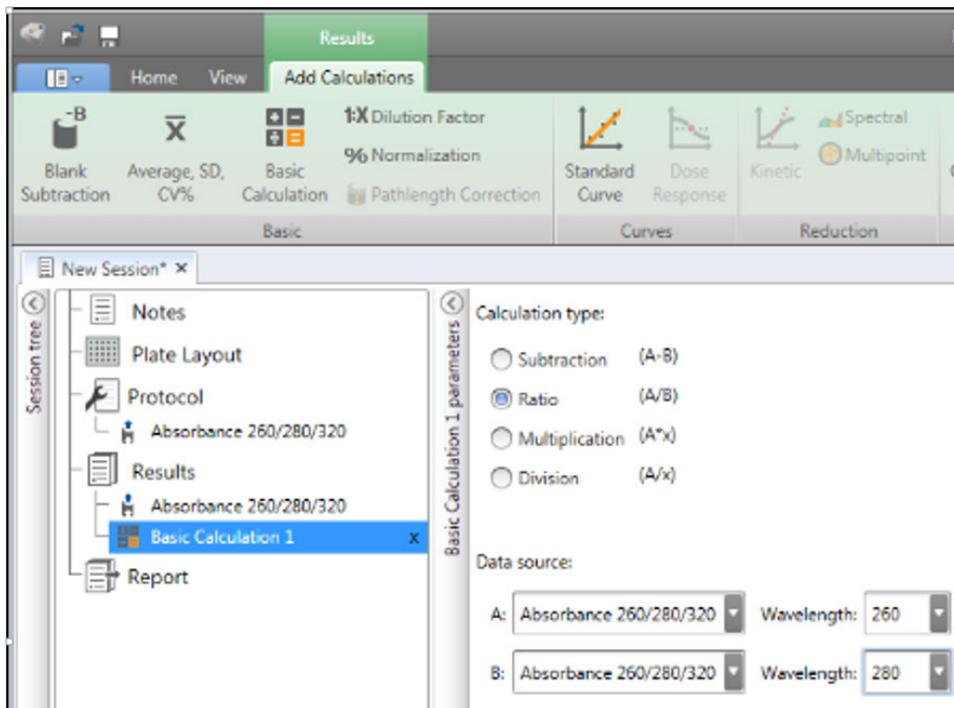 Results
Home View Add Calculations
-B
Blank Subtraction
X
Average, SD, CV%
Basic Calculation
1:X Dilution Factor
% Normalization
Pathlength Correction
Basic
Standard Curve
Dose Response
Curves
Kinetic
Spectral
Multipoint
Reduction
New Session* x
Session tree
Notes
Plate Layout
Protocol
Absorbance 260/280/320
Results
Absorbance 260/280/320
Basic Calculation 1 x
Report
Basic Calculation 1 parameters
Calculation type:
Subtraction (A-B)
Ratio (A/B)
Multiplication (A*x)
Division (A/x)
Data source:
A: Absorbance 260/280/320 Wavelength: 260
B: Absorbance 260/280/320 Wavelength: 280